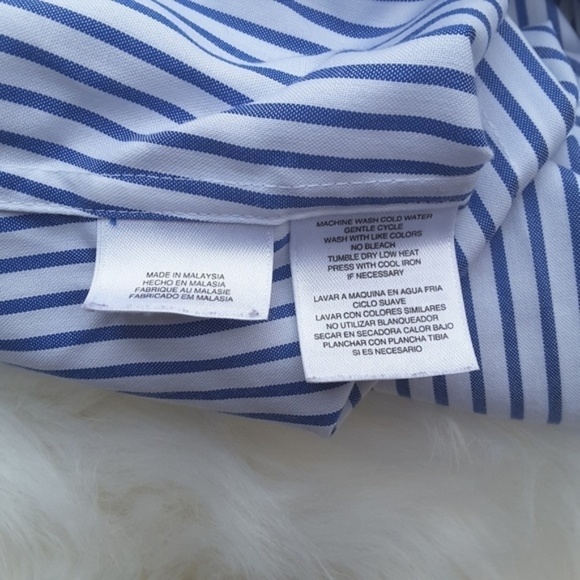 MADE IN MALAYSIA
HECHO EN MALASIA
FABRIQUE AU MALASIE
FABRICADO EM MALASIA
MACHINE WASH COLD WATER
GENTLE CYCLE
WASH WITH LIKE COLORS
NO BLEACH
TUMBLE DRY LOW HEAT
PRESS WITH COOL IRON
IF NECESSARY
LAVAR A MAQUINA EN AGUA FRIA
CICLO SUAVE
LAVAR CON COLORES SIMILARES
NO UTILIZAR BLANQUEADOR
SECAR EN SECADORA CALOR BAJO
PLANCHAR CON PLANCHA TIBIA
SI ES NECESARIO